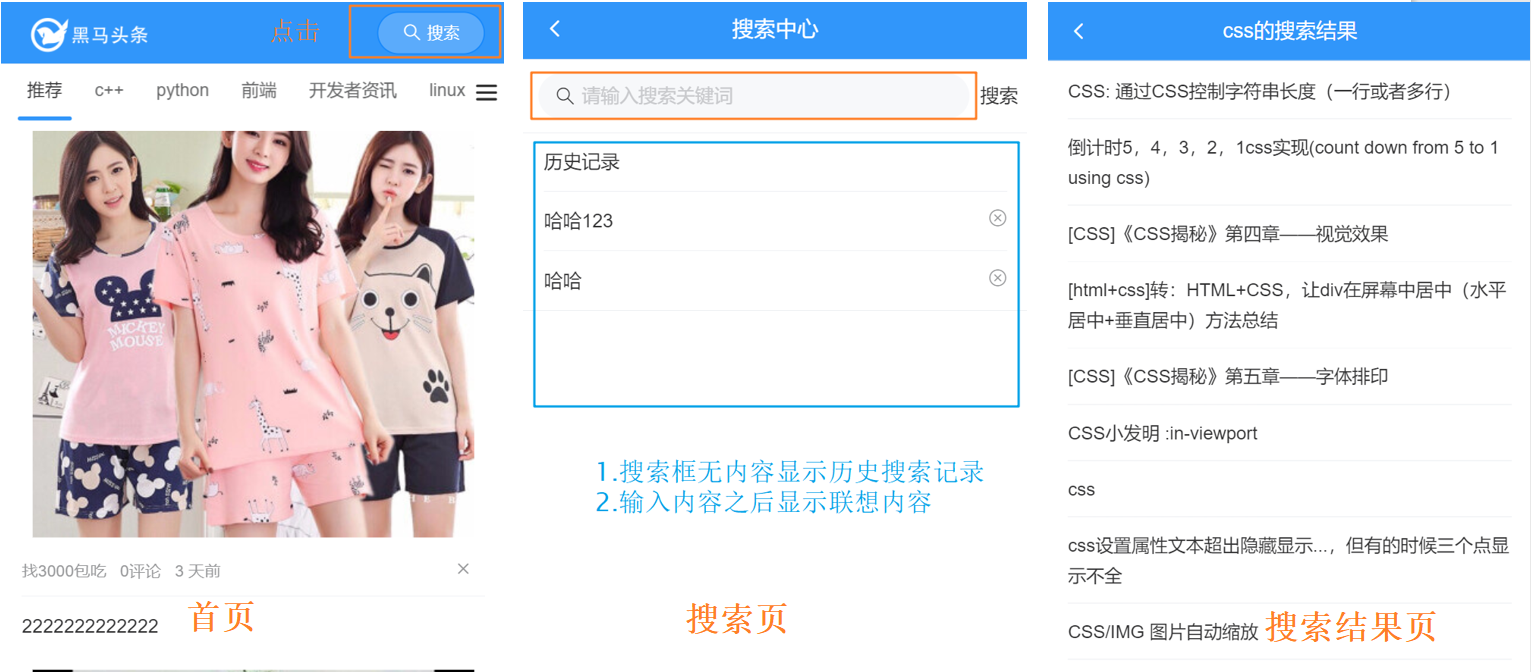 黑马头条
点击
搜索
推荐 c++ python 前端 开发者资讯 linux
MICKEY
MOUSE
找3000包吃 0评论 3 天前
2222222222222
首页
搜索中心
请输入搜索关键词
搜索
历史记录
哈哈123
哈哈
1.搜索框无内容显示历史搜索记录
2.输入内容之后显示联想内容
搜索页
css的搜索结果
CSS: 通过CSS控制字符串长度（一行或者多行）
倒计时5，4，3，2，1css实现(count down from 5 to 1
using css)
[CSS]《CSS揭秘》第四章——视觉效果
[html+css]转：HTML+CSS，让div在屏幕中居中（水平
居中+垂直居中）方法总结
[CSS]《CSS揭秘》第五章——字体排印
CSS小发明 :in-viewport
css
css设置属性文本超出隐藏显示...，但有的时候三个点显
示不全
CSS/IMG 图片自动缩放
搜索结果页